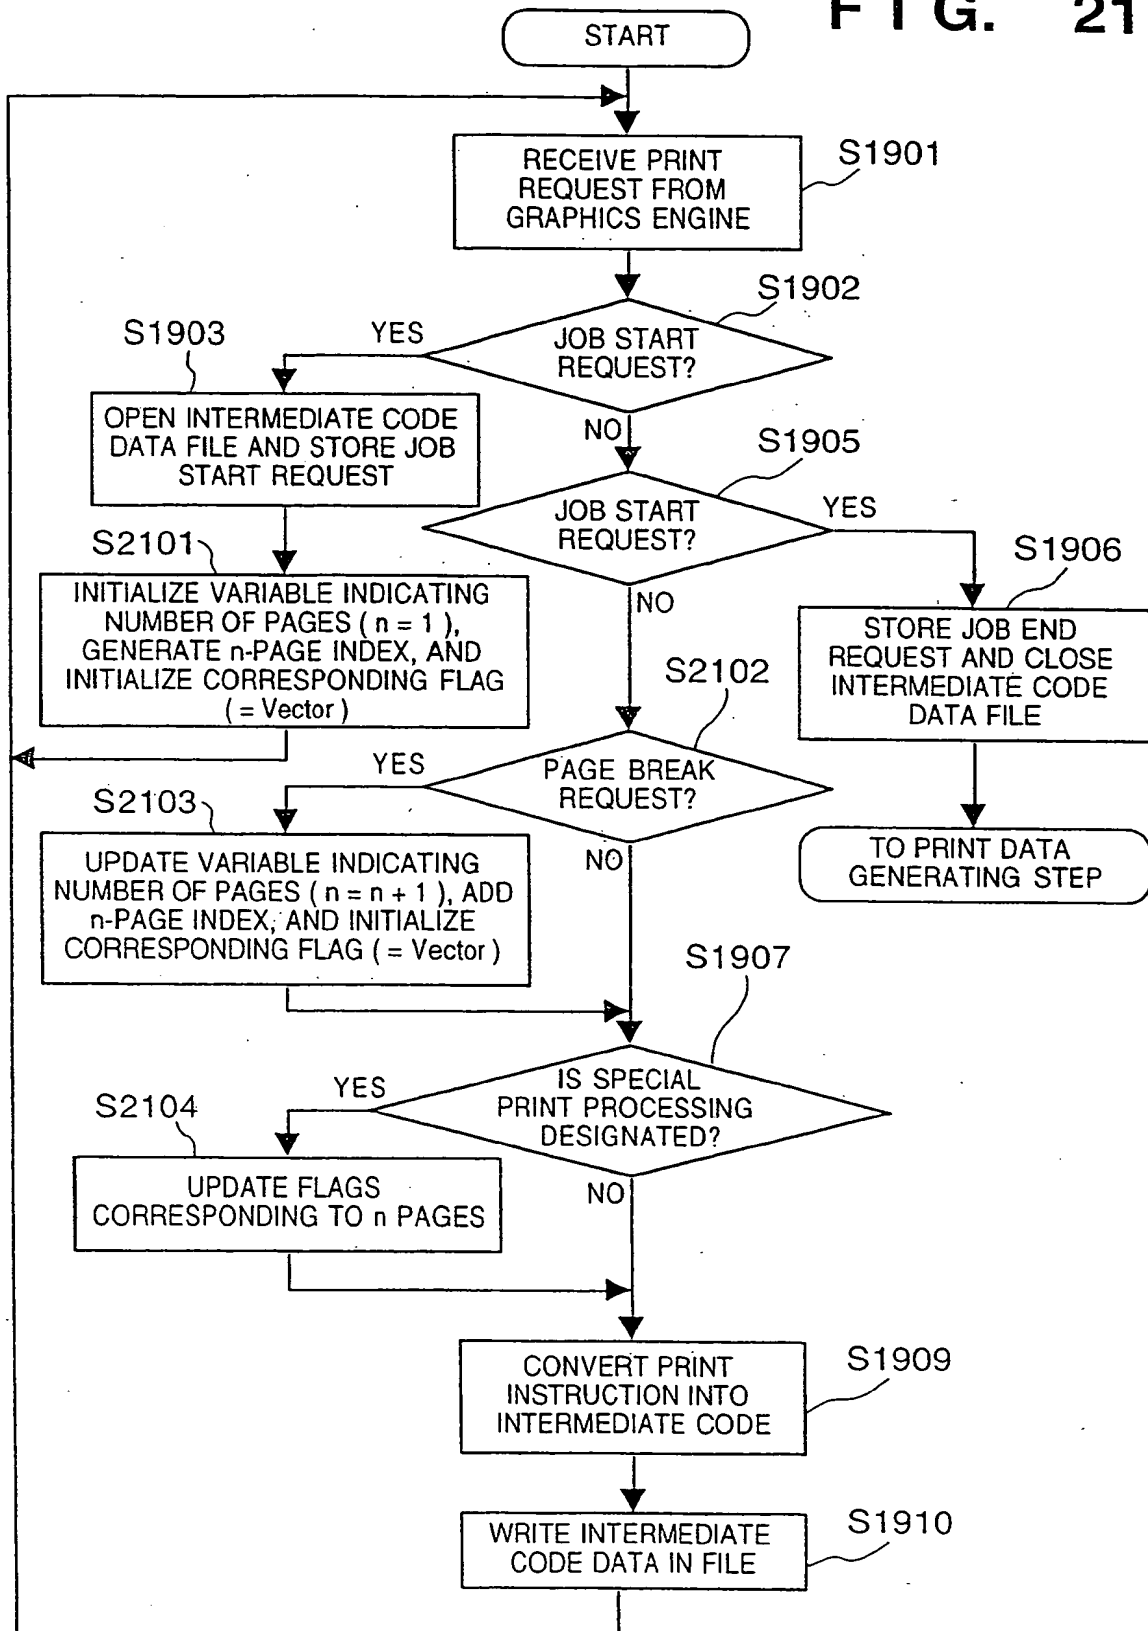 FIG. 21
START
RECEIVE PRINT
REQUEST FROM
GRAPHICS ENGINE
S1901
S1902
JOB START
REQUEST?
YES
NO
S1903
OPEN INTERMEDIATE CODE
DATA FILE AND STORE JOB
START REQUEST
S1905
JOB START
REQUEST?
YES
NO
S2101
INITIALIZE VARIABLE INDICATING
NUMBER OF PAGES ( n = 1 ),
GENERATE n-PAGE INDEX, AND
INITIALIZE CORRESPONDING FLAG
( = Vector )
S1906
STORE JOB END
REQUEST AND CLOSE
INTERMEDIATE CODE
DATA FILE
S2102
PAGE BREAK
REQUEST?
YES
NO
TO PRINT DATA
GENERATING STEP
S2103
UPDATE VARIABLE INDICATING
NUMBER OF PAGES ( n = n + 1 ), ADD
n-PAGE INDEX, AND INITIALIZE
CORRESPONDING FLAG ( = Vector )
S1907
IS SPECIAL
PRINT PROCESSING
DESIGNATED?
YES
NO
S2104
UPDATE FLAGS
CORRESPONDING TO n PAGES
CONVERT PRINT
INSTRUCTION INTO
INTERMEDIATE CODE
S1909
WRITE INTERMEDIATE
CODE DATA IN FILE
S1910